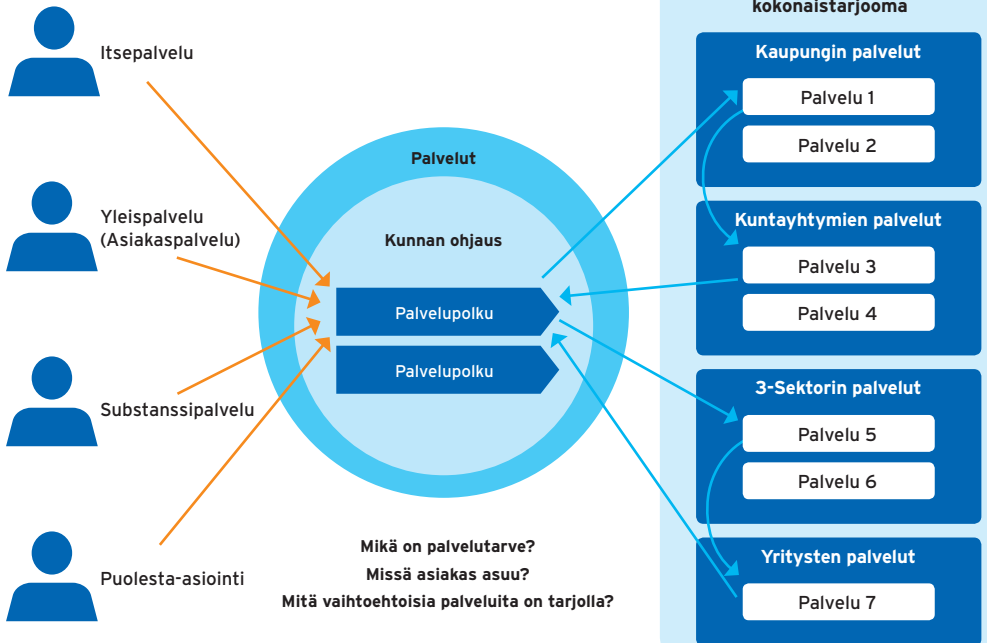 Itsepalvelu
Yleispalvelu
(Asiakaspalvelu)
Substanssipalvelu
Puolesta-asiointi
Palvelut
Kunnan ohjaus
Palvelupolku
Palvelupolku
Mikä on palvelutarve?
Missä asiakas asuu?
Mitä vaihtoehtoisia palveluita on tarjolla?
kokonaistarjooma
Kaupungin palvelut
Palvelu 1
Palvelu 2
Kuntayhtymien palvelut
Palvelu 3
Palvelu 4
3-Sektorin palvelut
Palvelu 5
Palvelu 6
Yritysten palvelut
Palvelu 7